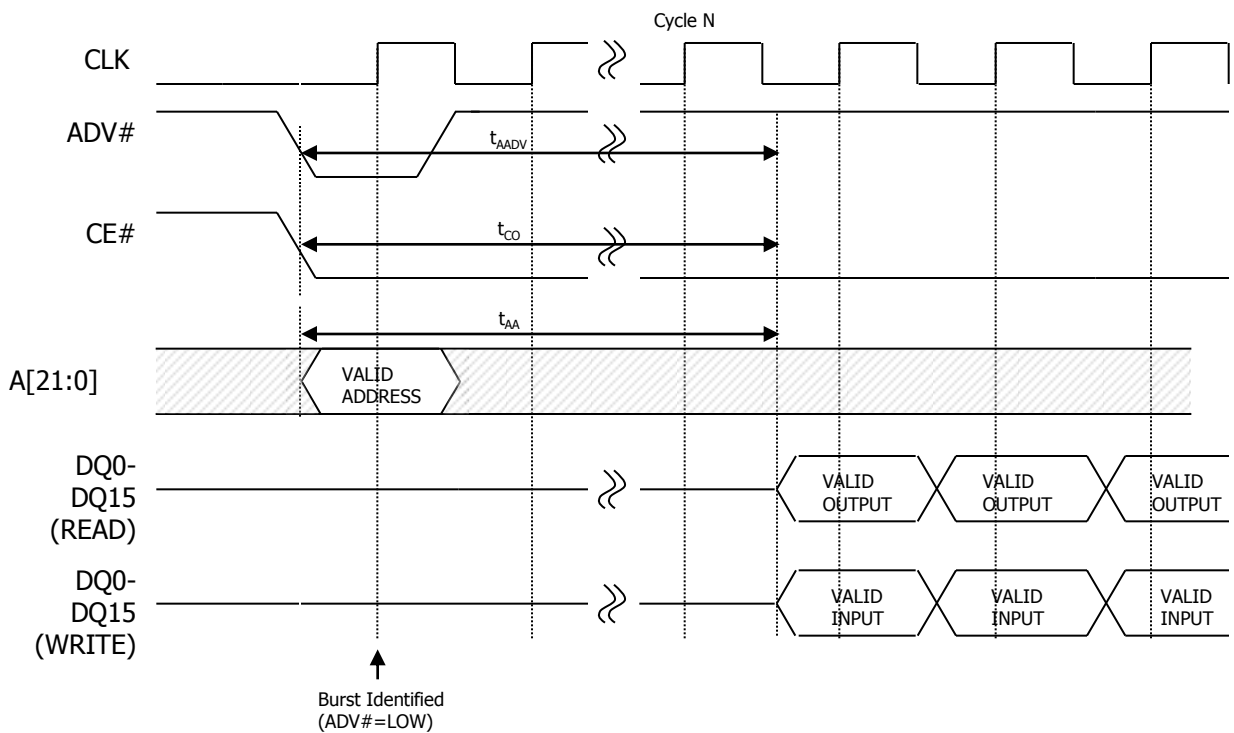 Cycle N
CLK
ADV#
tAADV
CE#
tCO
tAA
A[21:0]
VALID
ADDRESS
DQ0-
DQ15
(READ)
VALID
OUTPUT
VALID
OUTPUT
VALID
OUTPUT
DQ0-
DQ15
(WRITE)
VALID
INPUT
VALID
INPUT
VALID
INPUT
Burst Identified
(ADV#=LOW)